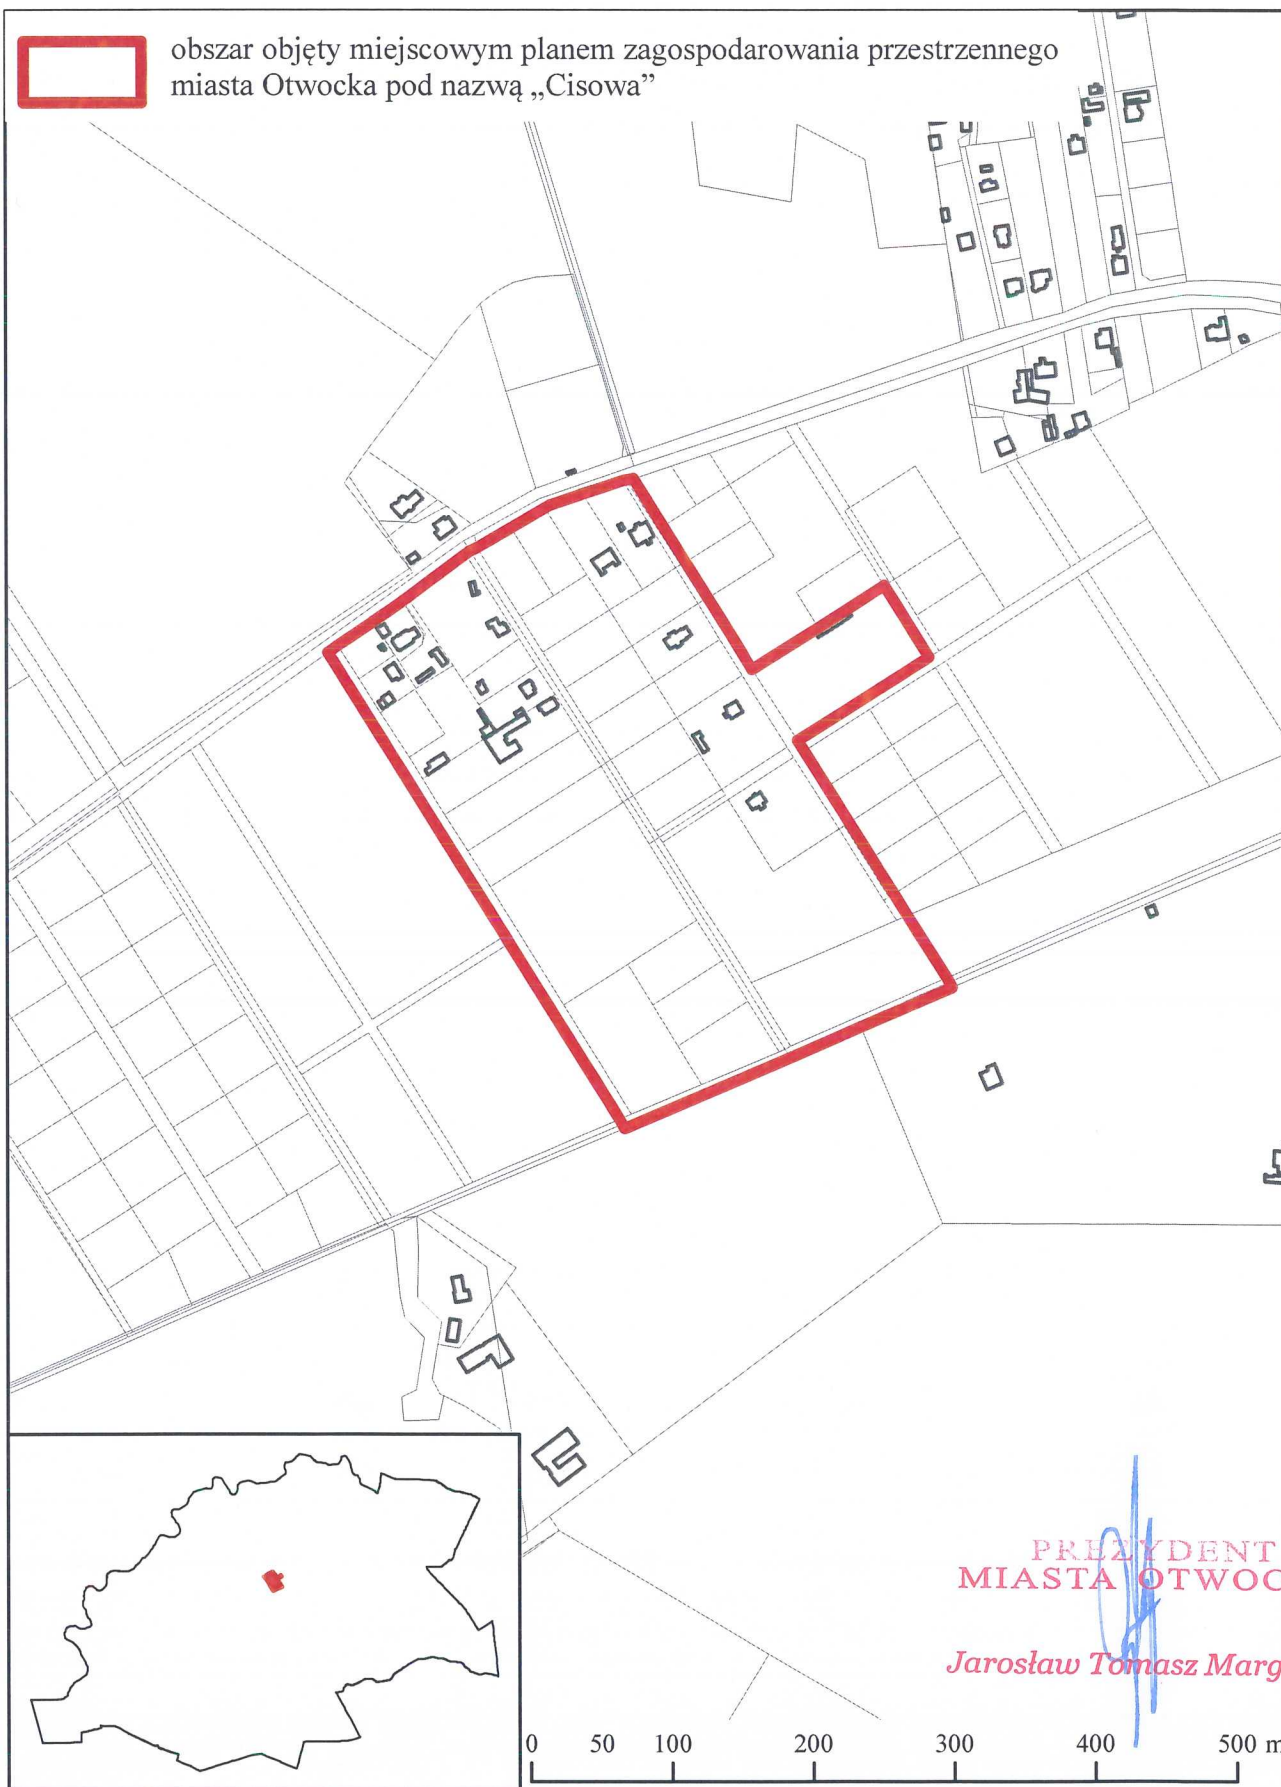 obszar objęty miejscowym planem zagospodarowania przestrzennego
miasta Otwocka pod nazwą „Cisowa”
PREZYDENT
MIASTA OTWOC
Jarosław Tomasz Marg
0 50 100 200 300 400 500 m